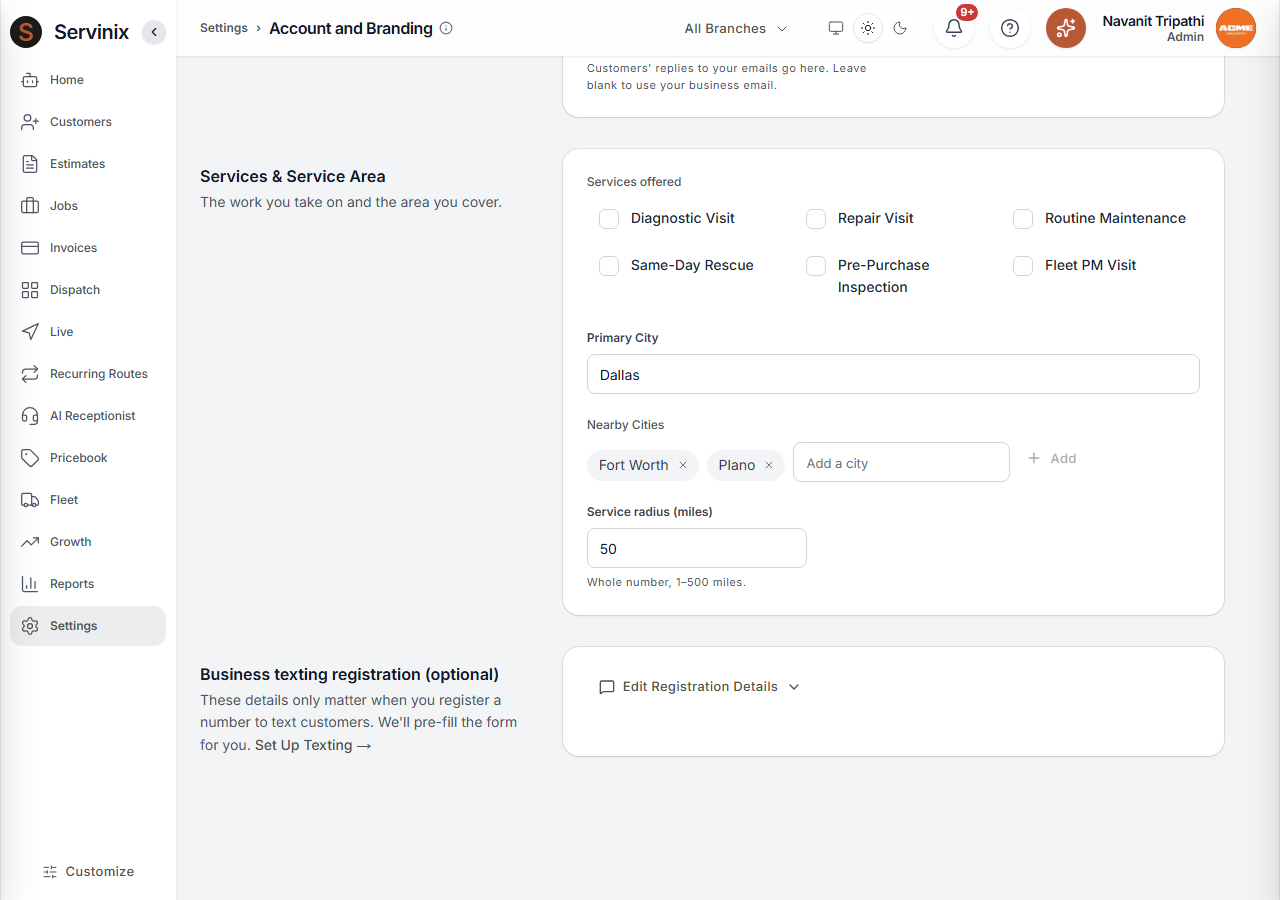 S Servinix
Settings › Account and Branding
All Branches
9+
Navanit Tripathi
Admin
ACME
Home
Customers
Estimates
Jobs
Invoices
Dispatch
Live
Recurring Routes
AI Receptionist
Pricebook
Fleet
Growth
Reports
Settings
Customize
Customers' replies to your emails go here. Leave
blank to use your business email.
Services & Service Area
The work you take on and the area you cover.
Services offered
Diagnostic Visit
Repair Visit
Routine Maintenance
Same-Day Rescue
Pre-Purchase
Inspection
Fleet PM Visit
Primary City
Dallas
Nearby Cities
Fort Worth ×
Plano ×
Add a city
+ Add
Service radius (miles)
50
Whole number, 1–500 miles.
Business texting registration (optional)
These details only matter when you register a
number to text customers. We'll pre-fill the form
for you. Set Up Texting →
Edit Registration Details